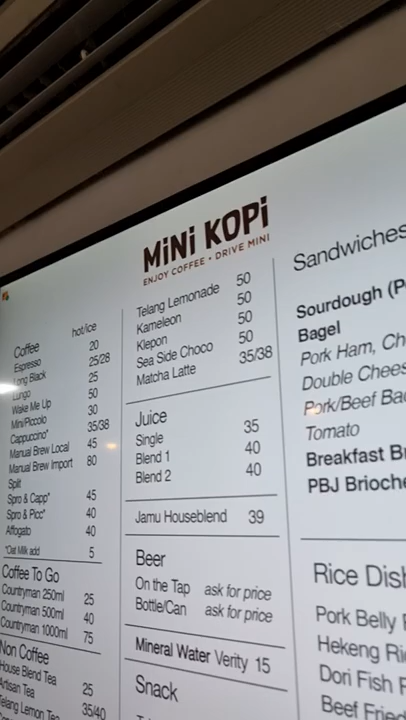 MiNi KOPi
ENJOY COFFEE • DRIVE MINI
hot/ice
Coffee
Espresso 20
Long Black 25/28
Lungo 25
Wake Me Up 50
Mini/Piccolo 30
Cappuccino* 35/38
Manual Brew Local 45
Manual Brew Import 80
Split
Spro & Capp* 45
Spro & Picc* 40
Affogato 40
*Oat Milk add 5
Coffee To Go
Countryman 250ml 25
Countryman 500ml 40
Countryman 1000ml 75
Non Coffee
House Blend Tea 25
Artisan Tea 35/40
Telang Lemon Tea
Telang Lemonade 50
Kameleon 50
Klepon 50
Sea Side Choco 50
Matcha Latte 35/38
Juice
Single 35
Blend 1 40
Blend 2 40
Jamu Houseblend 39
Beer
On the Tap ask for price
Bottle/Can ask for price
Mineral Water Verity 15
Snack
Sandwiches
Sourdough
Bagel
Pork Ham,
Double
Pork/Beef
Tomato
Breakfast
PBJ
Rice
Pork Belly
Hekeng
Dori Fish
Beef